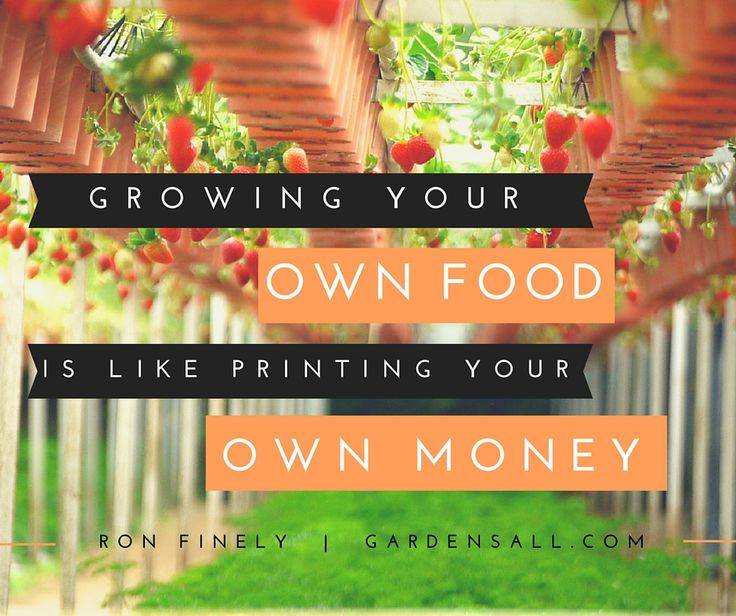 GROWING YOUR
OWN FOOD
IS LIKE PRINTING YOUR
OWN MONEY
RON FINELY | GARDENSALL.COM